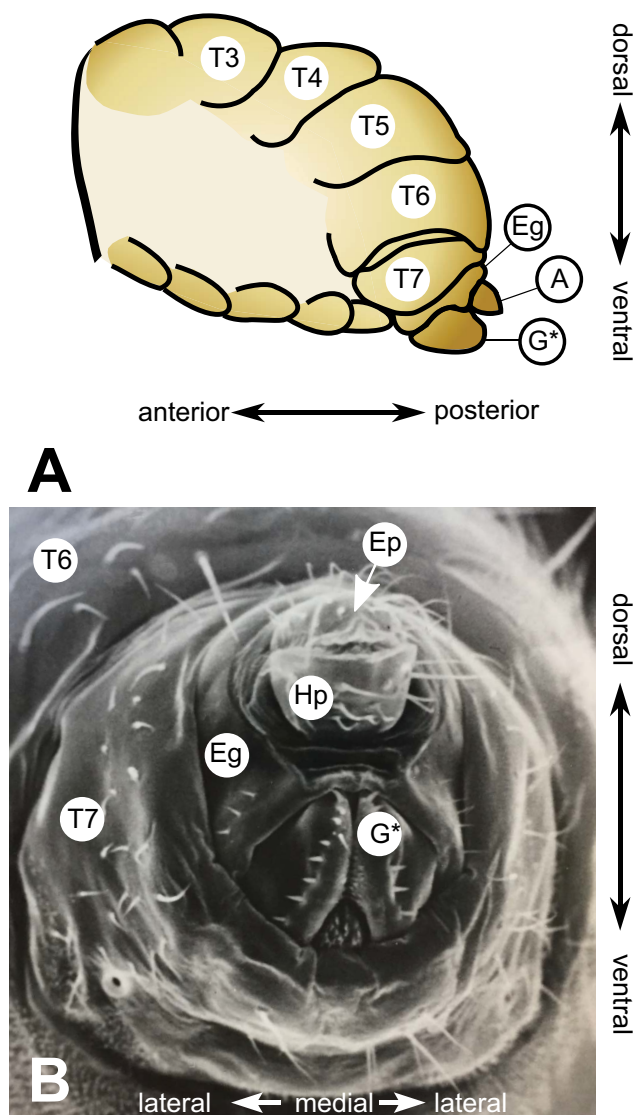 T3
T4
T5
T6
T7
Eg
A
G*
dorsal
ventral
anterior
posterior
A
T6
Ep
Hp
Eg
T7
G*
dorsal
ventral
B
lateral
medial
lateral